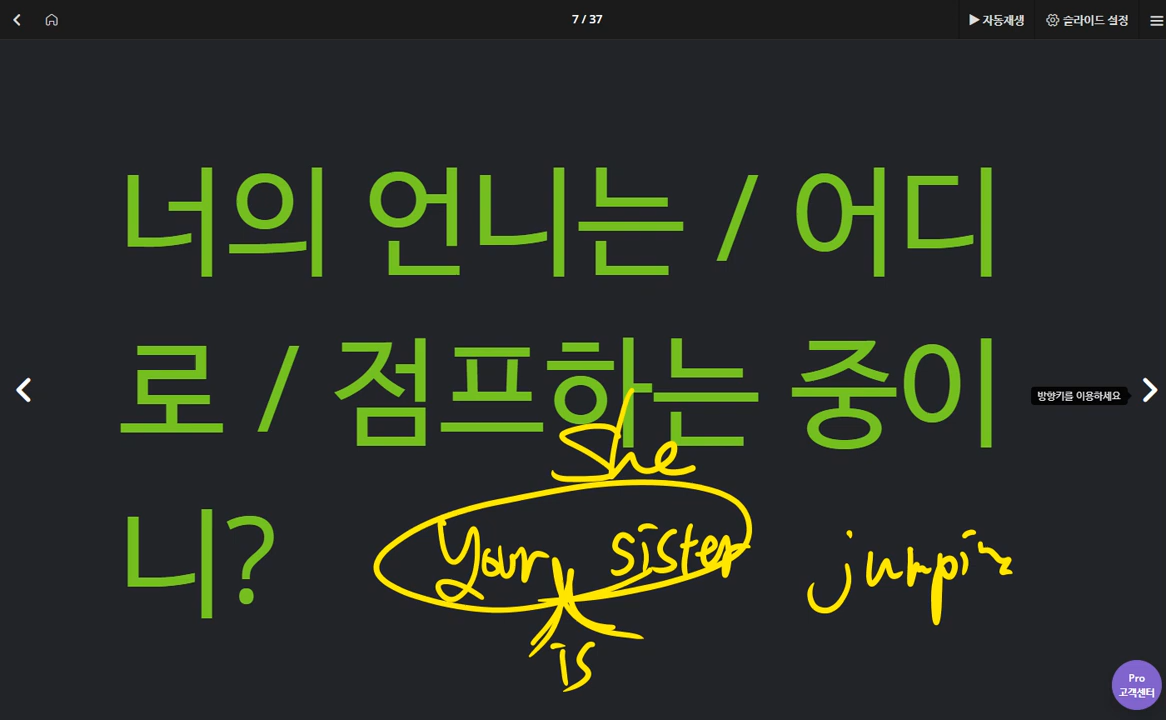 7 / 37
▶ 자동재생
슬라이드 설정
너의 언니는 / 어디
로 / 점프하는 중이
방향키를 이용하세요
니?
She
your sister
is
Pro
고객센터